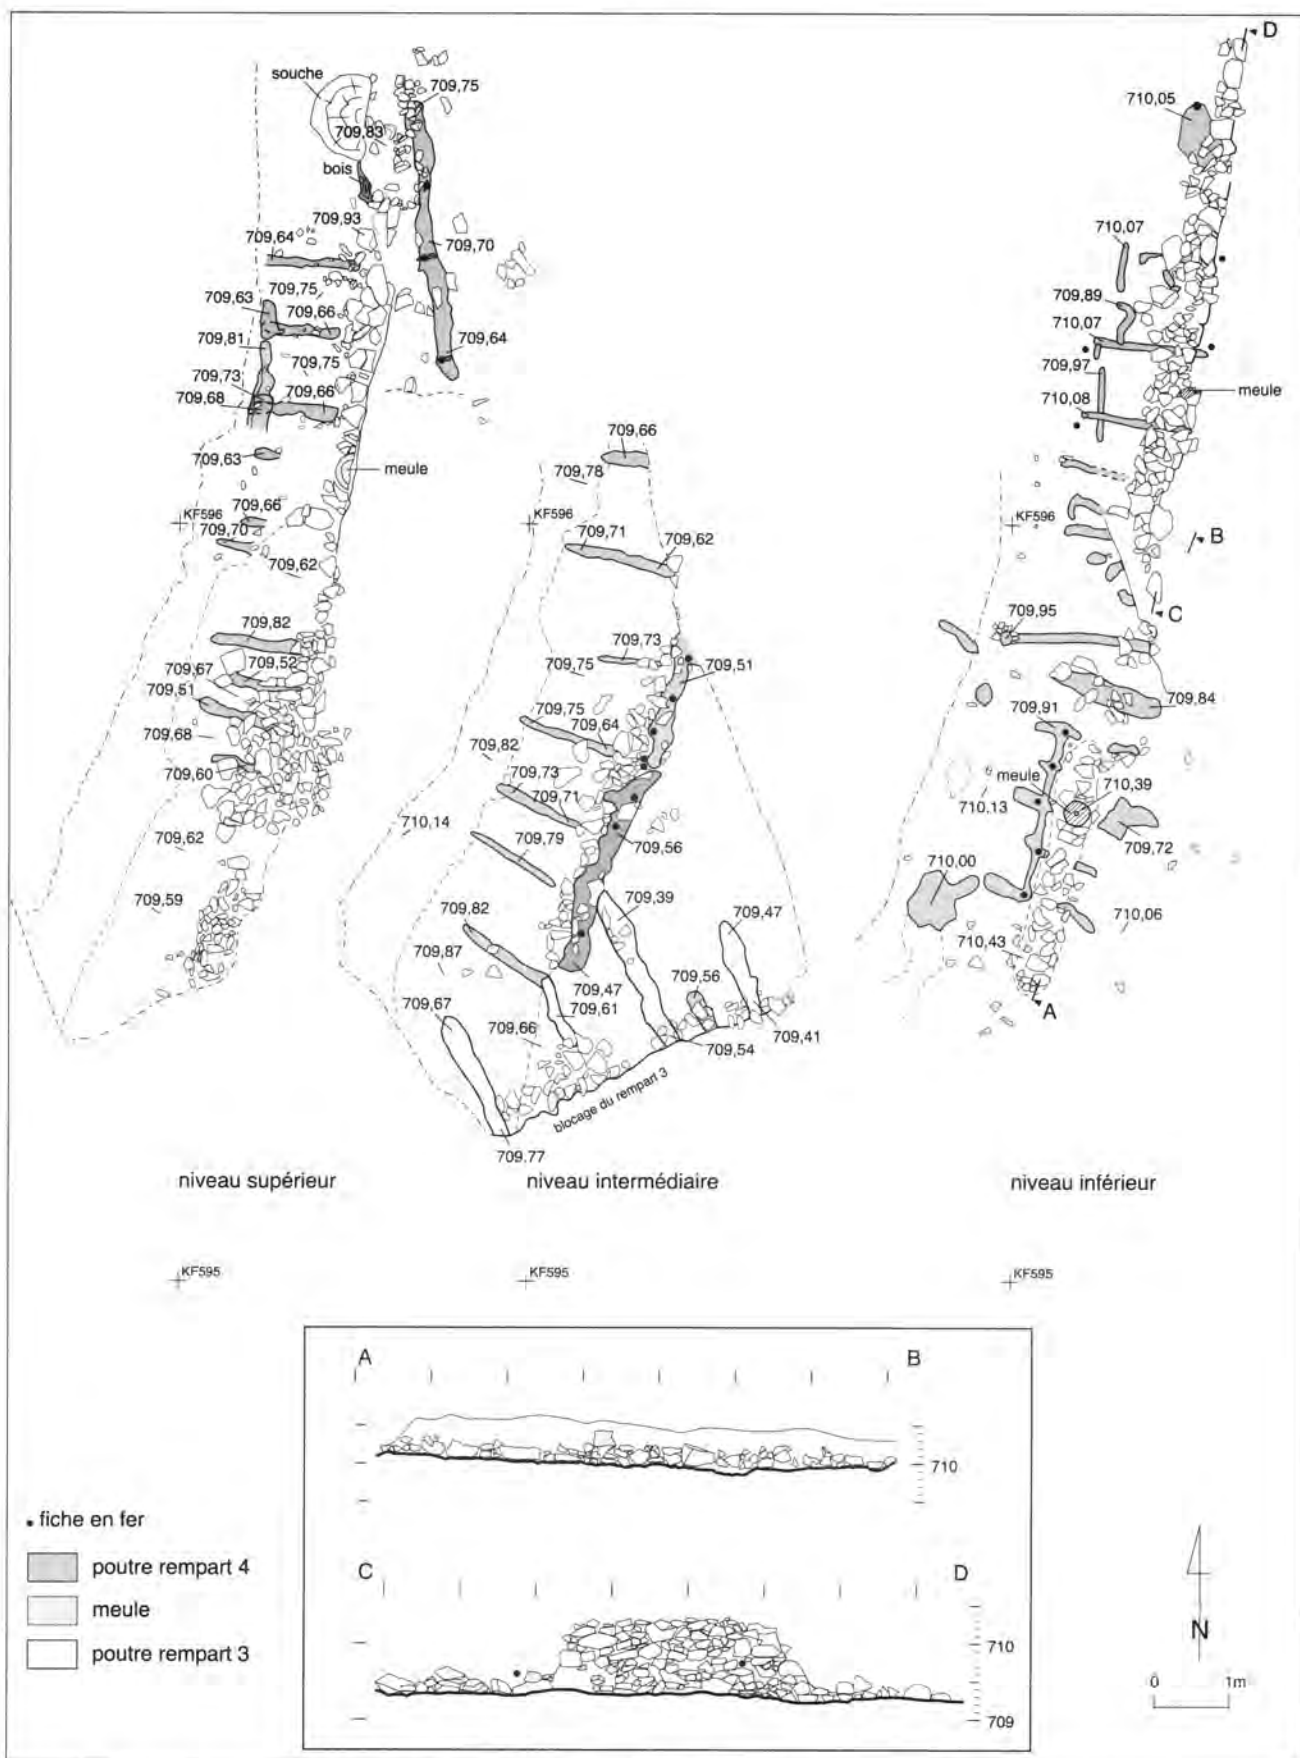 souche
709,75
709,83
bois
709,93
709,64
709,70
709,75
709,63
709,66
709,81
709,64
709,75
709,73
709,66
709,68
709,63
meule
709,66
KF596
709,70
709,62
709,82
709,52
709,67
709,51
709,68
709,60
709,62
709,59
niveau supérieur
KF595
709,66
709,78
KF596
709,71
709,62
709,73
709,75
709,51
709,75
709,64
709,82
709,73
709,71
710,14
709,79
709,56
709,39
709,82
709,47
709,87
709,56
709,47
709,67
709,61
709,66
709,54
709,41
blocage du rempart 3
709.77
niveau intermédiaire
KF595
D
710,05
710,07
709,89
710,07
709,97
meule
710,08
KF596
B
C
709,95
709,84
709,91
meule
710,39
710.13
709,72
710,00
710,06
710,43
A
niveau inférieur
KF595
A
B
710
C
D
710
709
fiche en fer
poutre rempart 4
meule
poutre rempart 3
N
0 1m